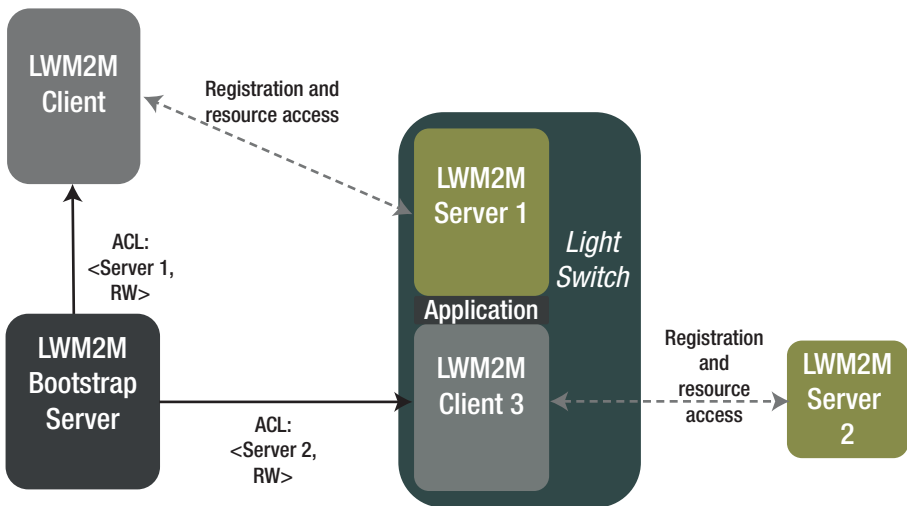 LWM2M
Client
Registration and
resource access
LWM2M
Server 1
Light
Switch
ACL:
<Server 1,
RW>
Application
LWM2M
Bootstrap
Server
LWM2M
Client 3
Registration
and
resource
access
LWM2M
Server
2
ACL:
<Server 2,
RW>